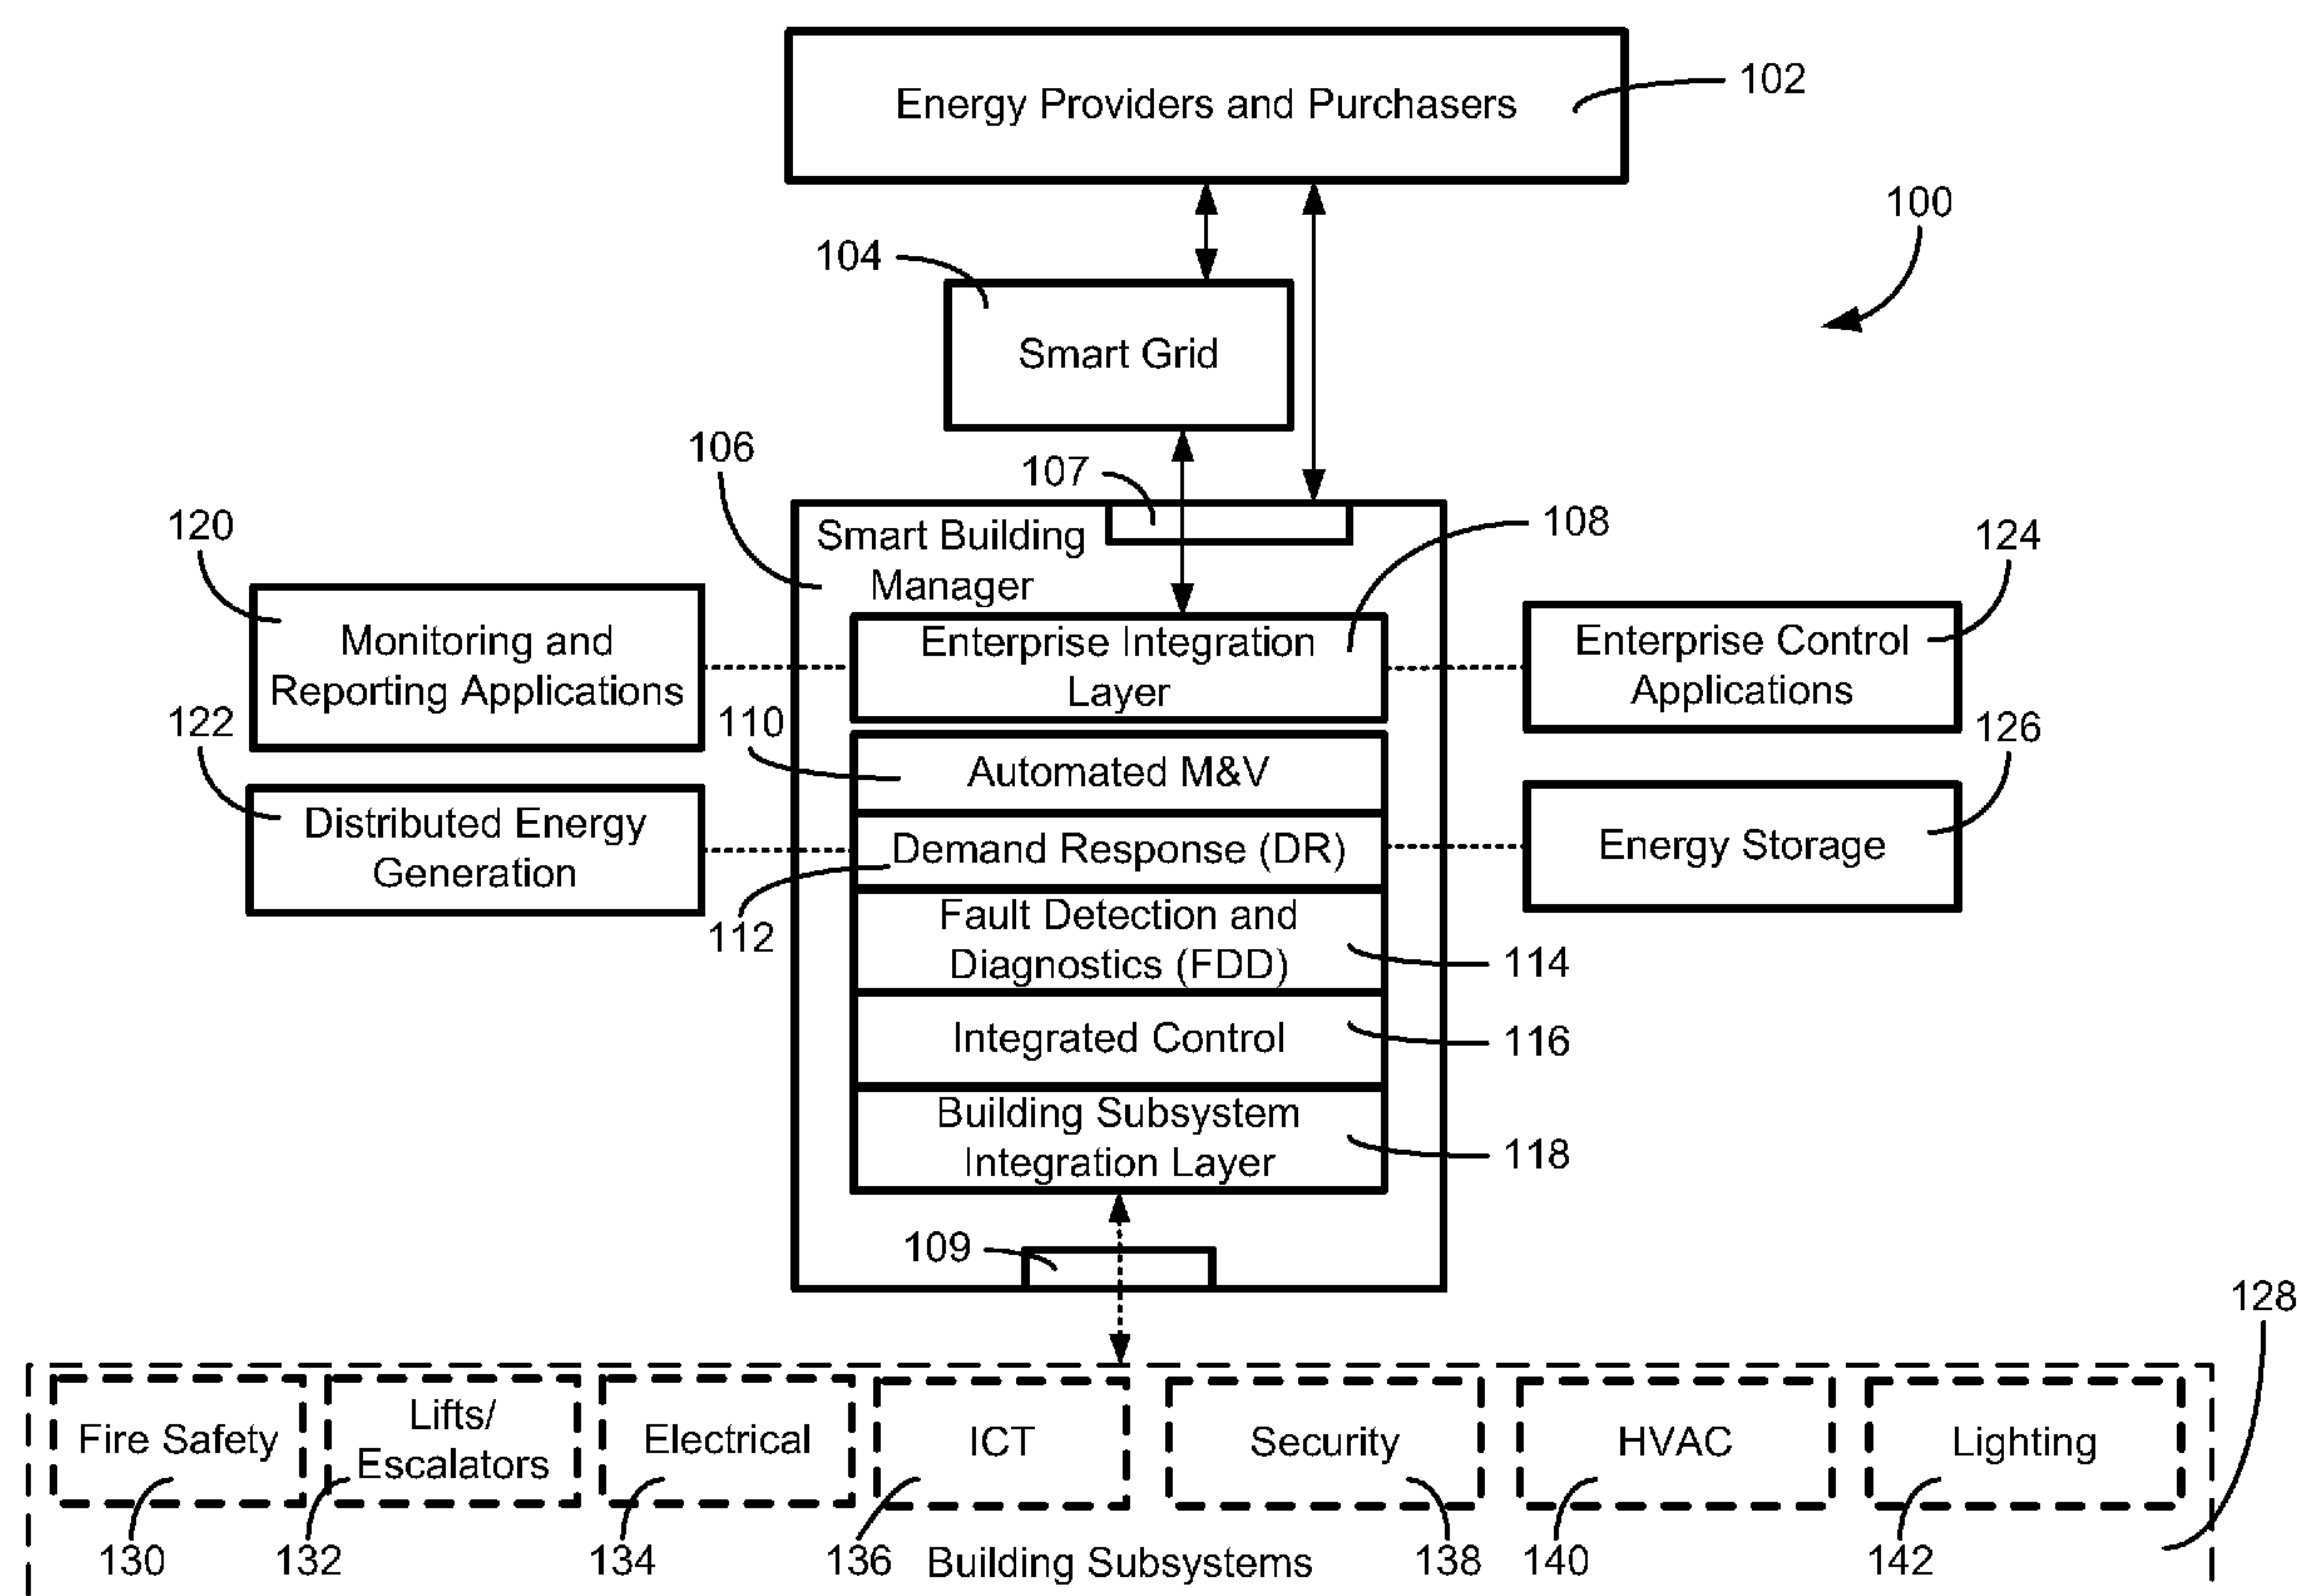 Energy Providers and Purchasers
102
100
104
Smart Grid
106
107
Smart Building
Manager
108
120
124
Monitoring and
Reporting Applications
Enterprise Integration
Layer
Enterprise Control
Applications
122
110
126
Automated M&V
Distributed Energy
Generation
Demand Response (DR)
Energy Storage
112
Fault Detection and
Diagnostics (FDD)
114
Integrated Control
116
Building Subsystem
Integration Layer
118
109
128
Fire Safety
Lifts/
Escalators
Electrical
ICT
Security
HVAC
Lighting
130
132
134
136
Building Subsystems
138
140
142